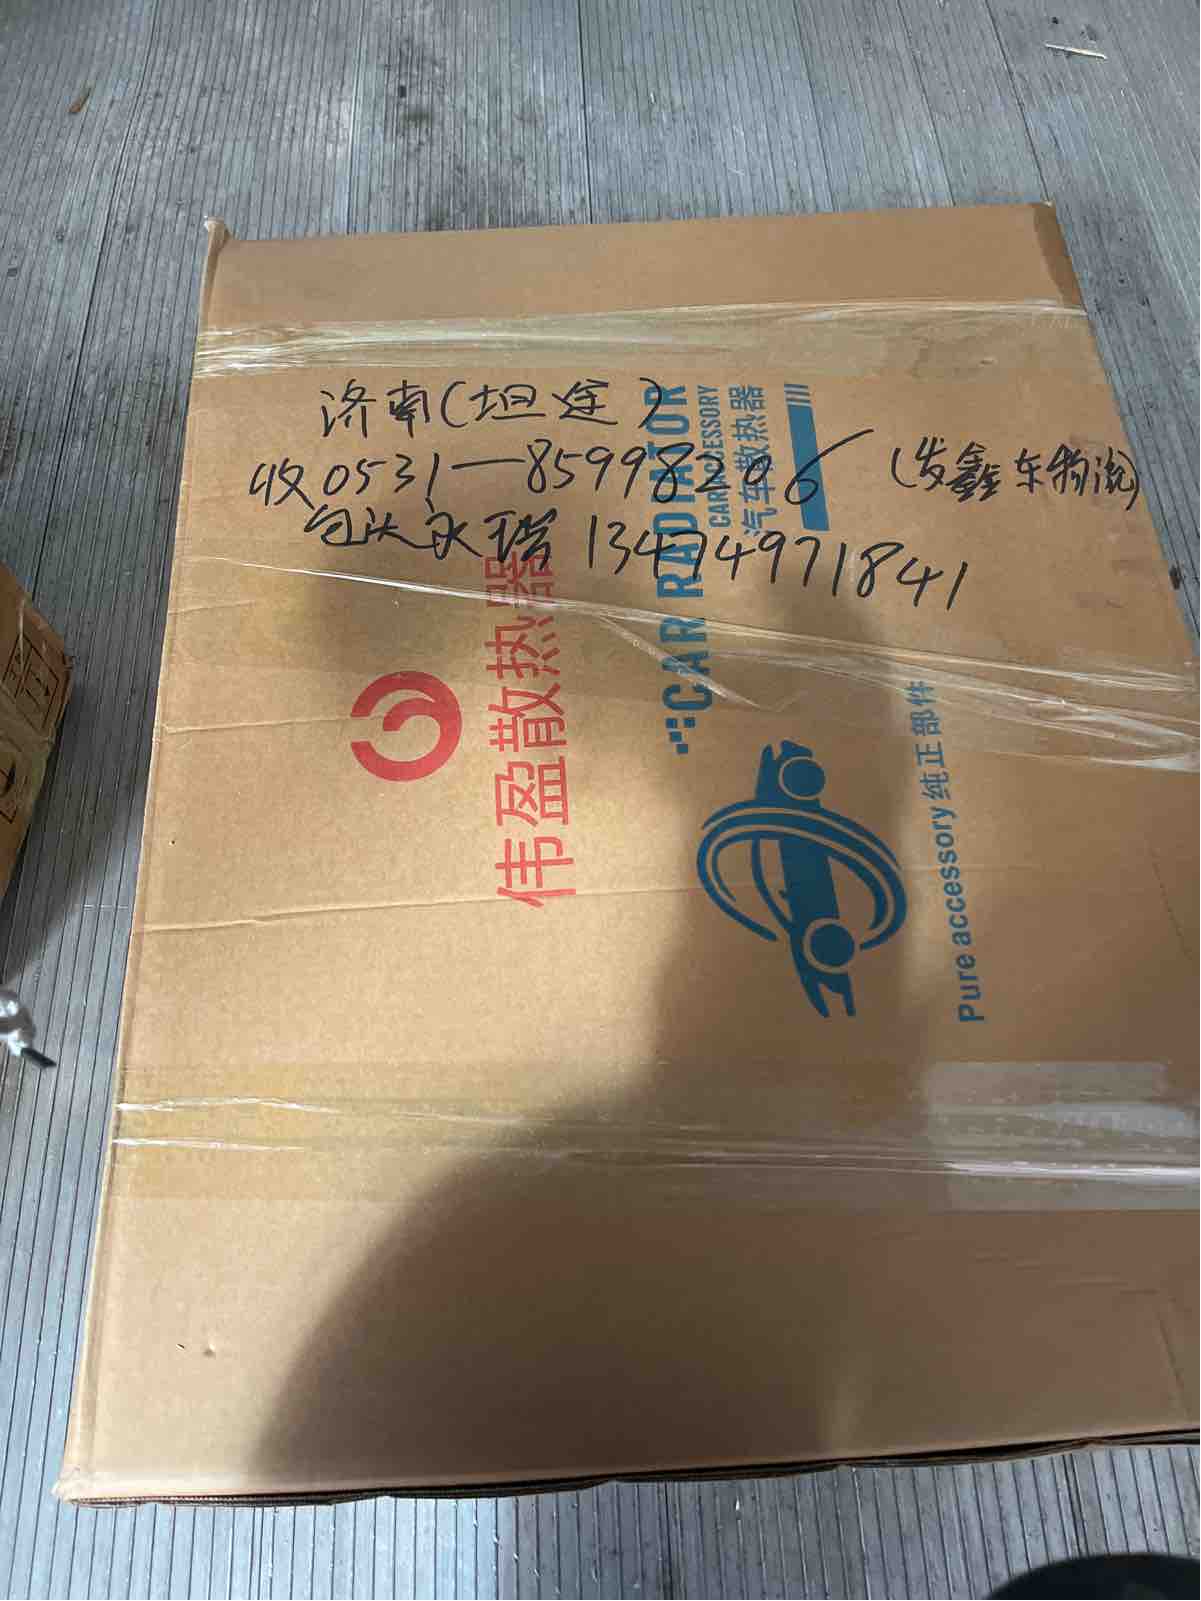 济南(坦途)
收0531-85998206 (发鑫东物流)
包头永瑞 13474971841
伟盈散热器
CAR RADIATOR
CAR ACCESSORY
汽车散热器
Pure accessory 纯正部件